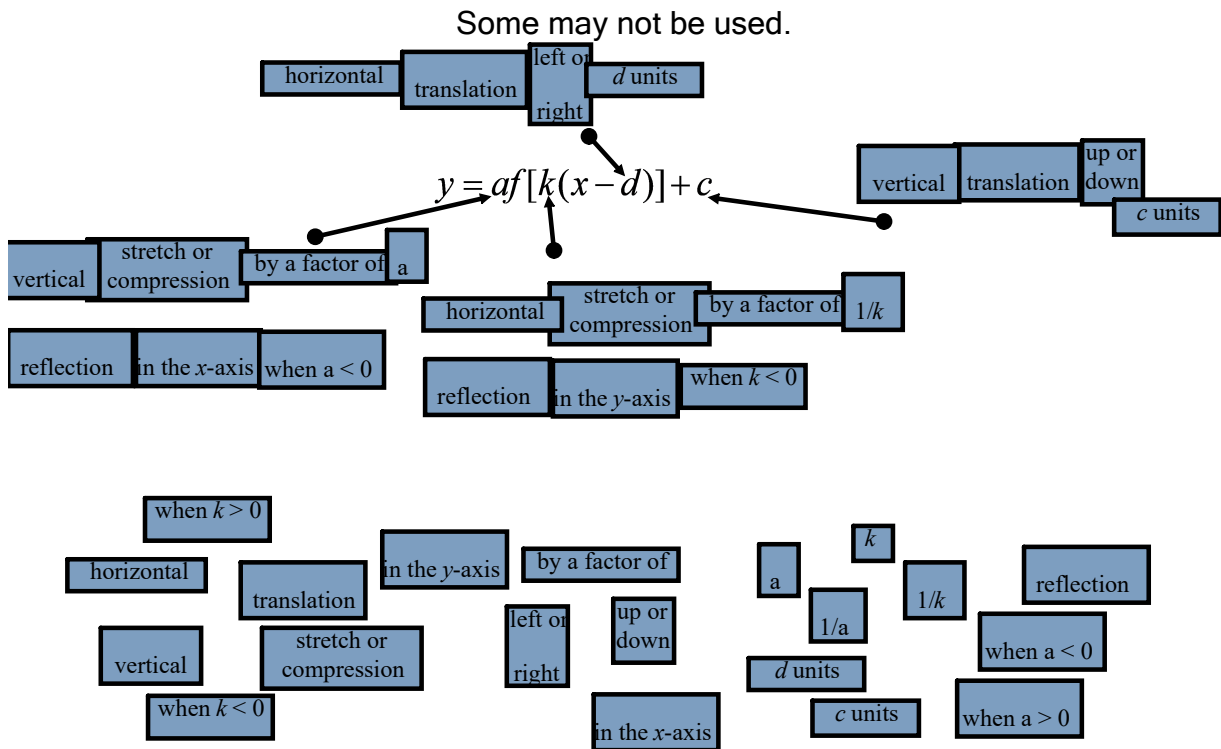 Some may not be used.
horizontal
translation
left or
right
d units
y = af[k(x − d)] + c
vertical
translation
up or
down
c units
vertical
stretch or
compression
by a factor of
a
reflection
in the x-axis
when a < 0
horizontal
stretch or
compression
by a factor of
1/k
reflection
in the y-axis
when k < 0
when k > 0
horizontal
translation
in the y-axis
by a factor of
a
k
1/k
reflection
vertical
stretch or
compression
left or
right
up or
down
1/a
when a < 0
d units
when k < 0
in the x-axis
c units
when a > 0